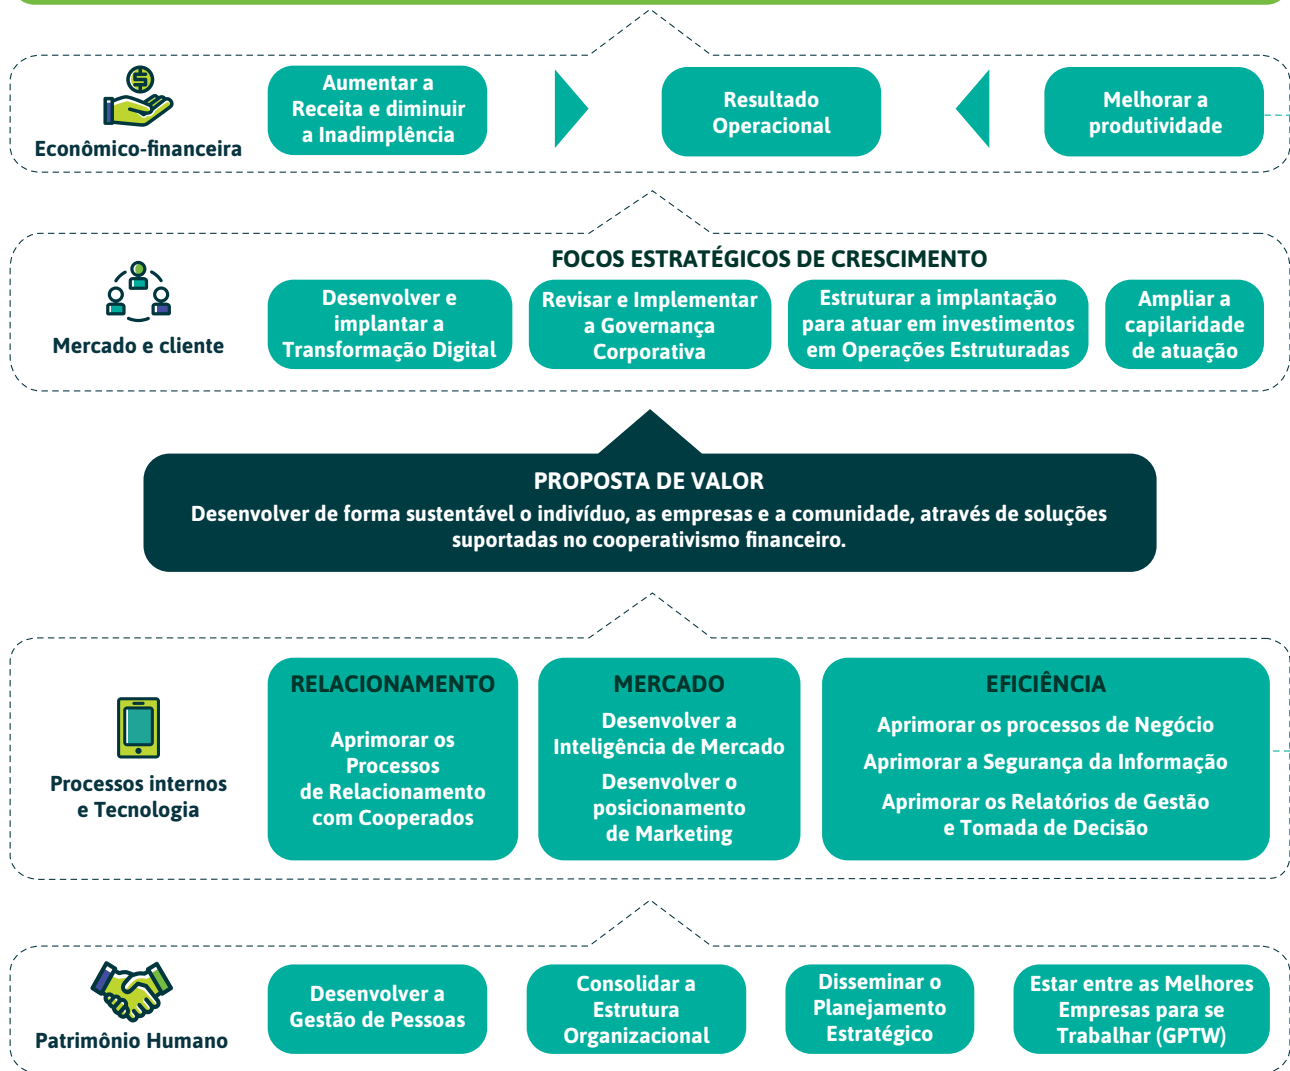 Econômico-financeira
Aumentar a
Receita e diminuir
a Inadimplência
Resultado
Operacional
Melhorar a
produtividade
Mercado e cliente
FOCOS ESTRATÉGICOS DE CRESCIMENTO
Desenvolver e
implantar a
Transformação Digital
Revisar e Implementar
a Governança
Corporativa
Estruturar a implantação
para atuar em investimentos
em Operações Estruturadas
Ampliar a
capilaridade
de atuação
PROPOSTA DE VALOR
Desenvolver de forma sustentável o indivíduo, as empresas e a comunidade, através de soluções
suportadas no cooperativismo financeiro.
Processos internos
e Tecnologia
RELACIONAMENTO
Aprimorar os
Processos
de Relacionamento
com Cooperados
MERCADO
Desenvolver a
Inteligência de Mercado
Desenvolver o
posicionamento
de Marketing
EFICIÊNCIA
Aprimorar os processos de Negócio
Aprimorar a Segurança da Informação
Aprimorar os Relatórios de Gestão
e Tomada de Decisão
Patrimônio Humano
Desenvolver a
Gestão de Pessoas
Consolidar a
Estrutura
Organizacional
Disseminar o
Planejamento
Estratégico
Estar entre as Melhores
Empresas para se
Trabalhar (GPTW)